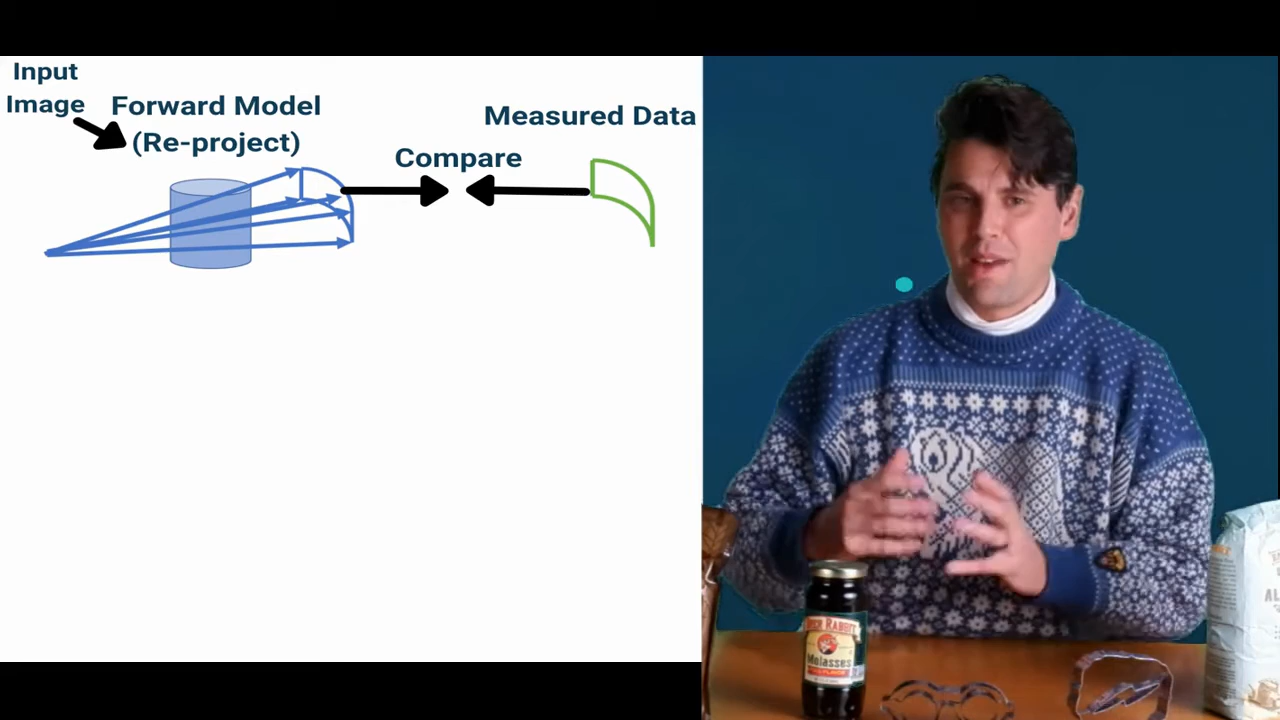 Input
Image
Forward Model
(Re-project)
Compare
Measured Data
Molasses